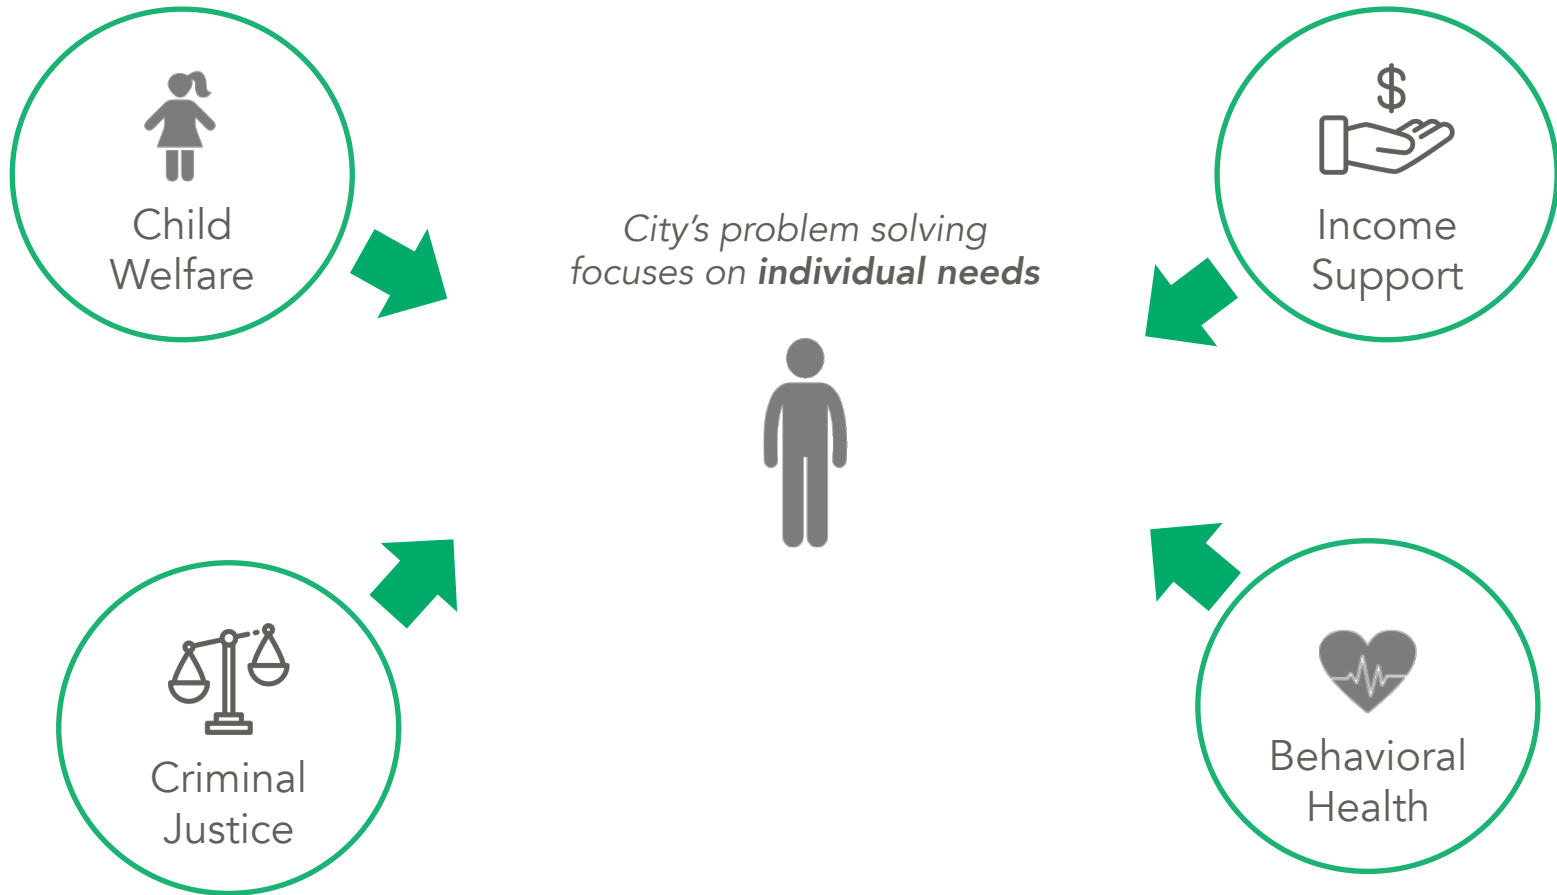 Child
Welfare
City's problem solving
focuses on individual needs
$
Income
Support
Criminal
Justice
Behavioral
Health